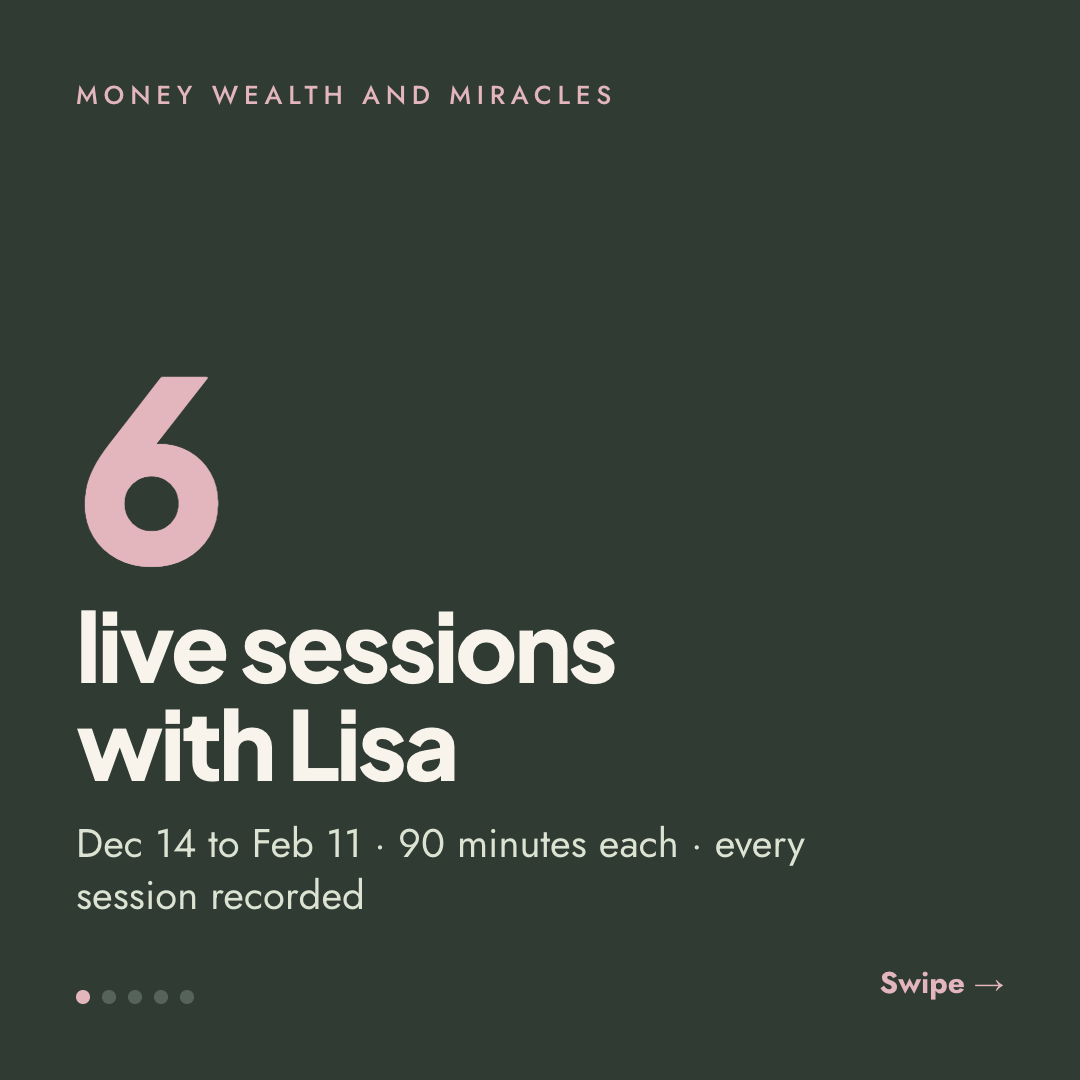 MONEY WEALTH AND MIRACLES
6
live sessions
with Lisa
Dec 14 to Feb 11 · 90 minutes each · every
session recorded
Swipe →